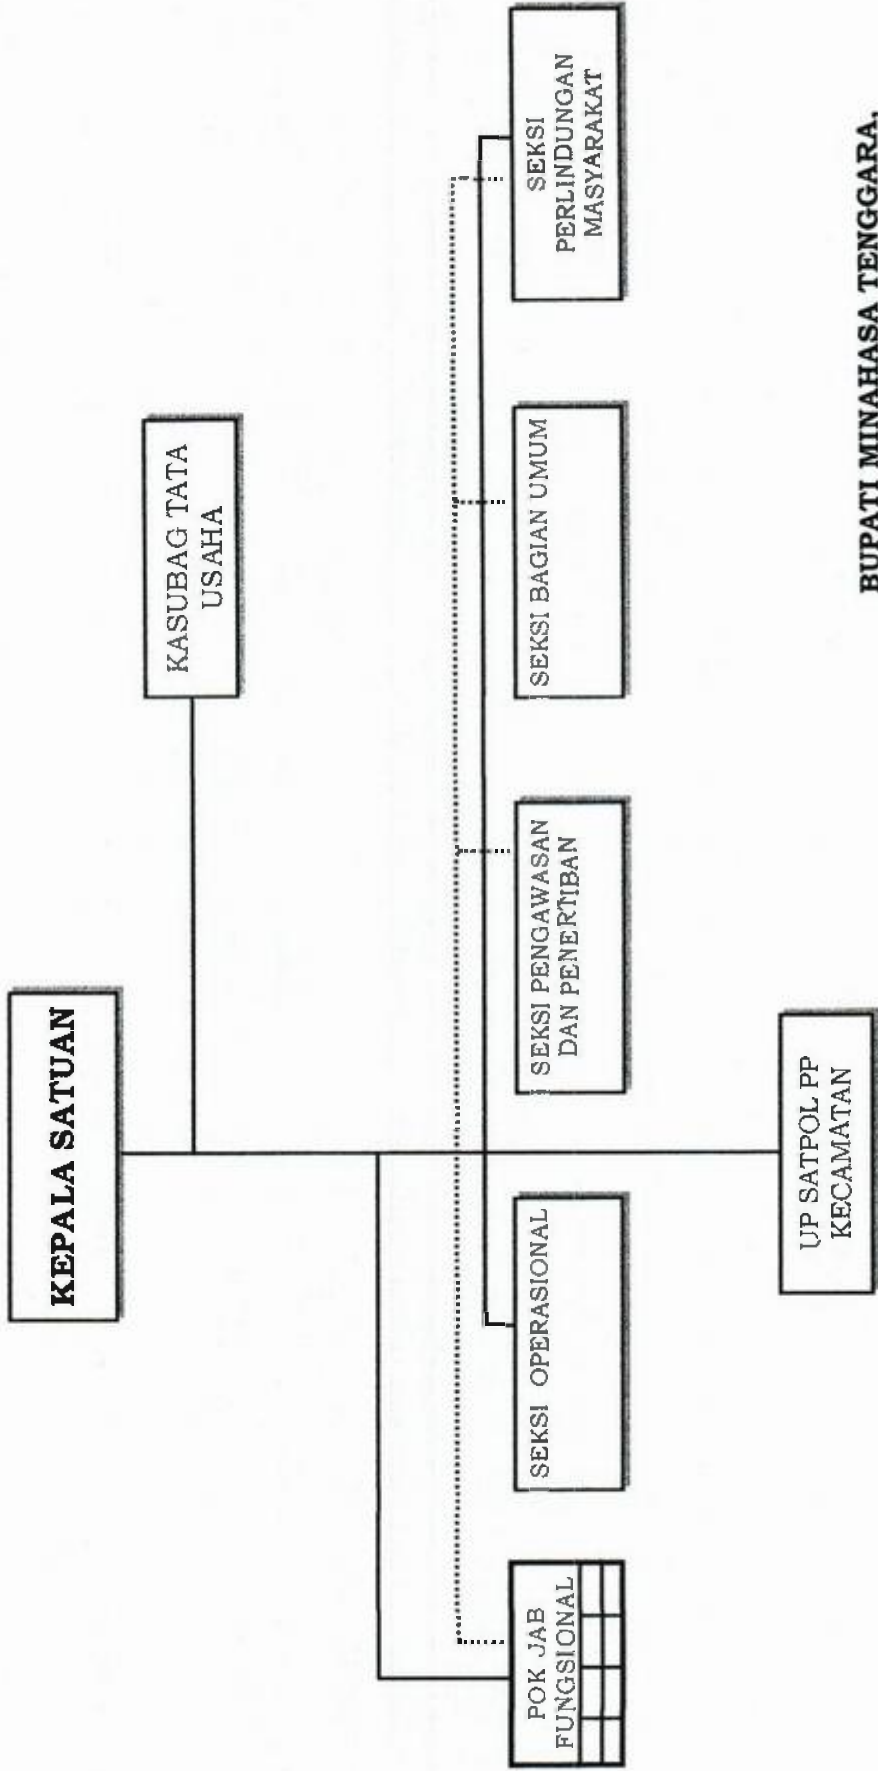 KEPALA SATUAN
KASUBAG TATA
USAHA
POK JAB
FUNGSIONAL
SEKSI OPERASIONAL
SEKSI PENGAWASAN
DAN PENERTIBAN
SEKSI BAGIAN UMUM
SEKSI
PERLINDUNGAN
MASYARAKAT
UP SATPOL PP
KECAMATAN
BUPATI MINAHASA TENGGARA,